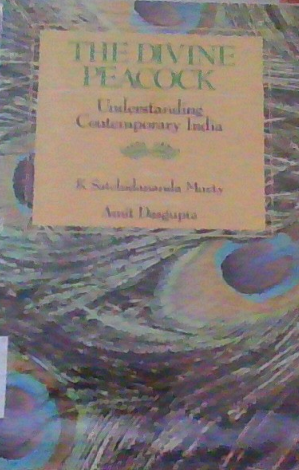 THE DIVINE
PEACOCK
Understanding
Contemporary India
K Satchidananda Murty
Amit Dasgupta